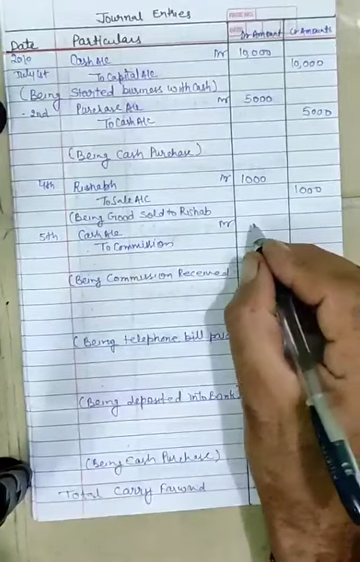 Journal Entries
Date Particulars Dr Amount Cr Amounts
2010 Cash A/c Dr 10,000
July 1st To Capital A/c 10,000
(Being Started business with Cash)
- 2nd Purchase A/c Dr 5000
To Cash A/c 5000
(Being Cash Purchase)
4th Rishabh Dr 1000
To Sale A/C 1000
(Being Good Sold to Rishab
5th Cash A/c Dr
To Commission
(Being Commission Received
(Being telephone bill paid
(Being deposited into Bank
(Being Cash Purchase)
Total Carry Forward